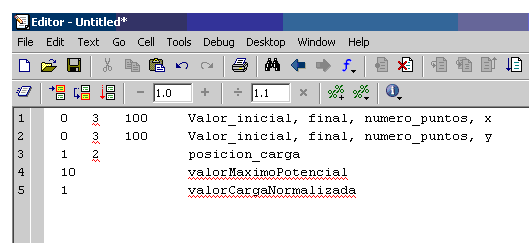 Editor - Untitled*
File Edit Text Go Cell Tools Debug Desktop Window Help
- 1.0 + ÷ 1.1 ×
1 0 3 100 Valor_inicial, final, numero_puntos, x
2 0 3 100 Valor_inicial, final, numero_puntos, y
3 1 2 posicion_carga
4 10 valorMaximoPotencial
5 1 valorCargaNormalizada